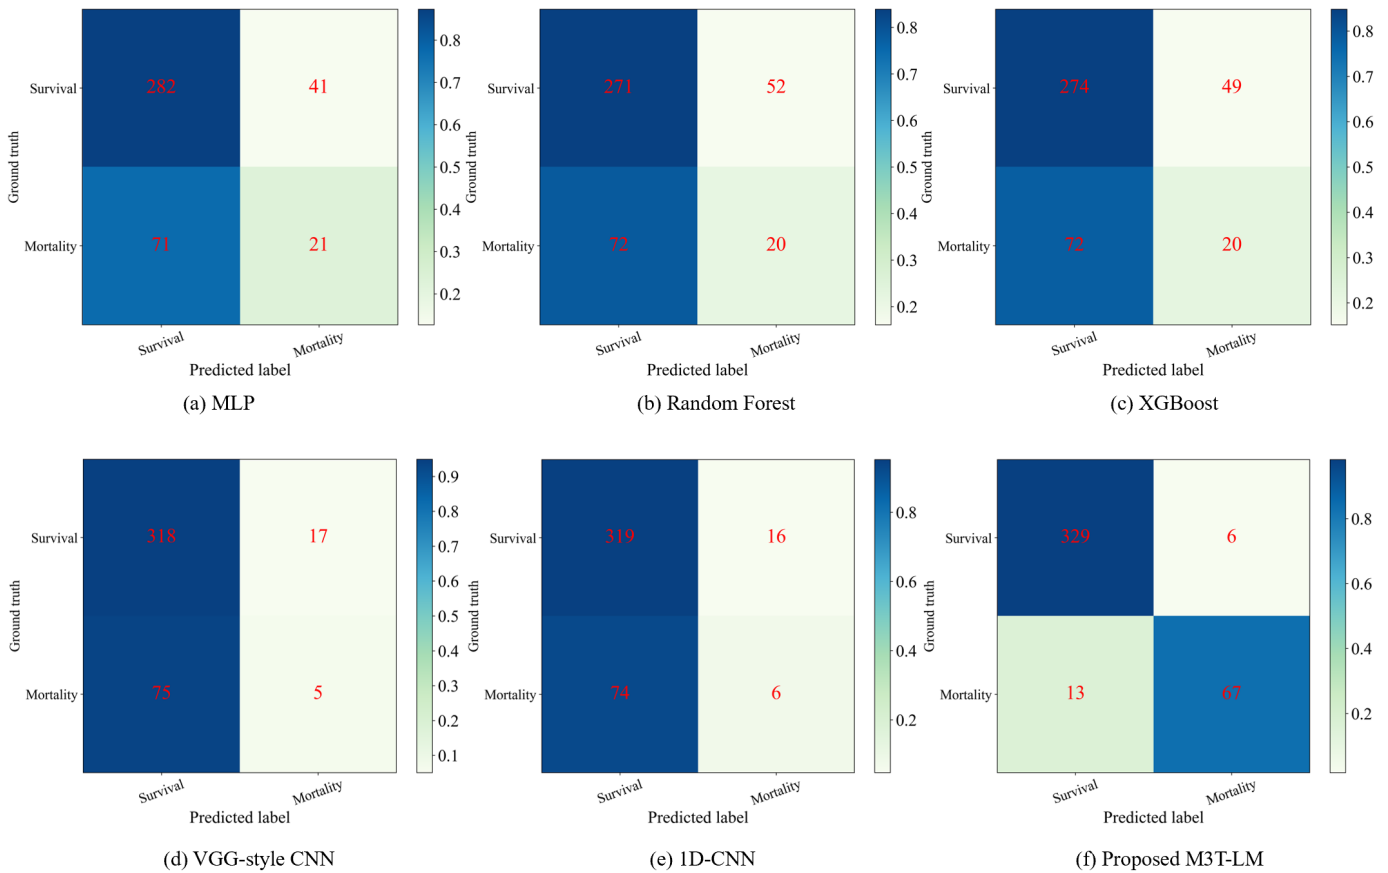 Survival
282
41
Mortality
71
21
Ground truth
Survival
Mortality
Predicted label
0.8
0.7
0.6
0.5
0.4
0.3
0.2
(a) MLP
Survival
271
52
Mortality
72
20
Ground truth
Survival
Mortality
Predicted label
0.8
0.7
0.6
0.5
0.4
0.3
0.2
(b) Random Forest
Survival
274
49
Mortality
72
20
Ground truth
Survival
Mortality
Predicted label
0.8
0.7
0.6
0.5
0.4
0.3
0.2
(c) XGBoost
Survival
318
17
Mortality
75
5
Ground truth
Survival
Mortality
Predicted label
0.9
0.8
0.7
0.6
0.5
0.4
0.3
0.2
0.1
(d) VGG-style CNN
Survival
319
16
Mortality
74
6
Ground truth
Survival
Mortality
Predicted label
0.8
0.6
0.4
0.2
(e) 1D-CNN
Survival
329
6
Mortality
13
67
Ground truth
Survival
Mortality
Predicted label
0.8
0.6
0.4
0.2
(f) Proposed M3T-LM